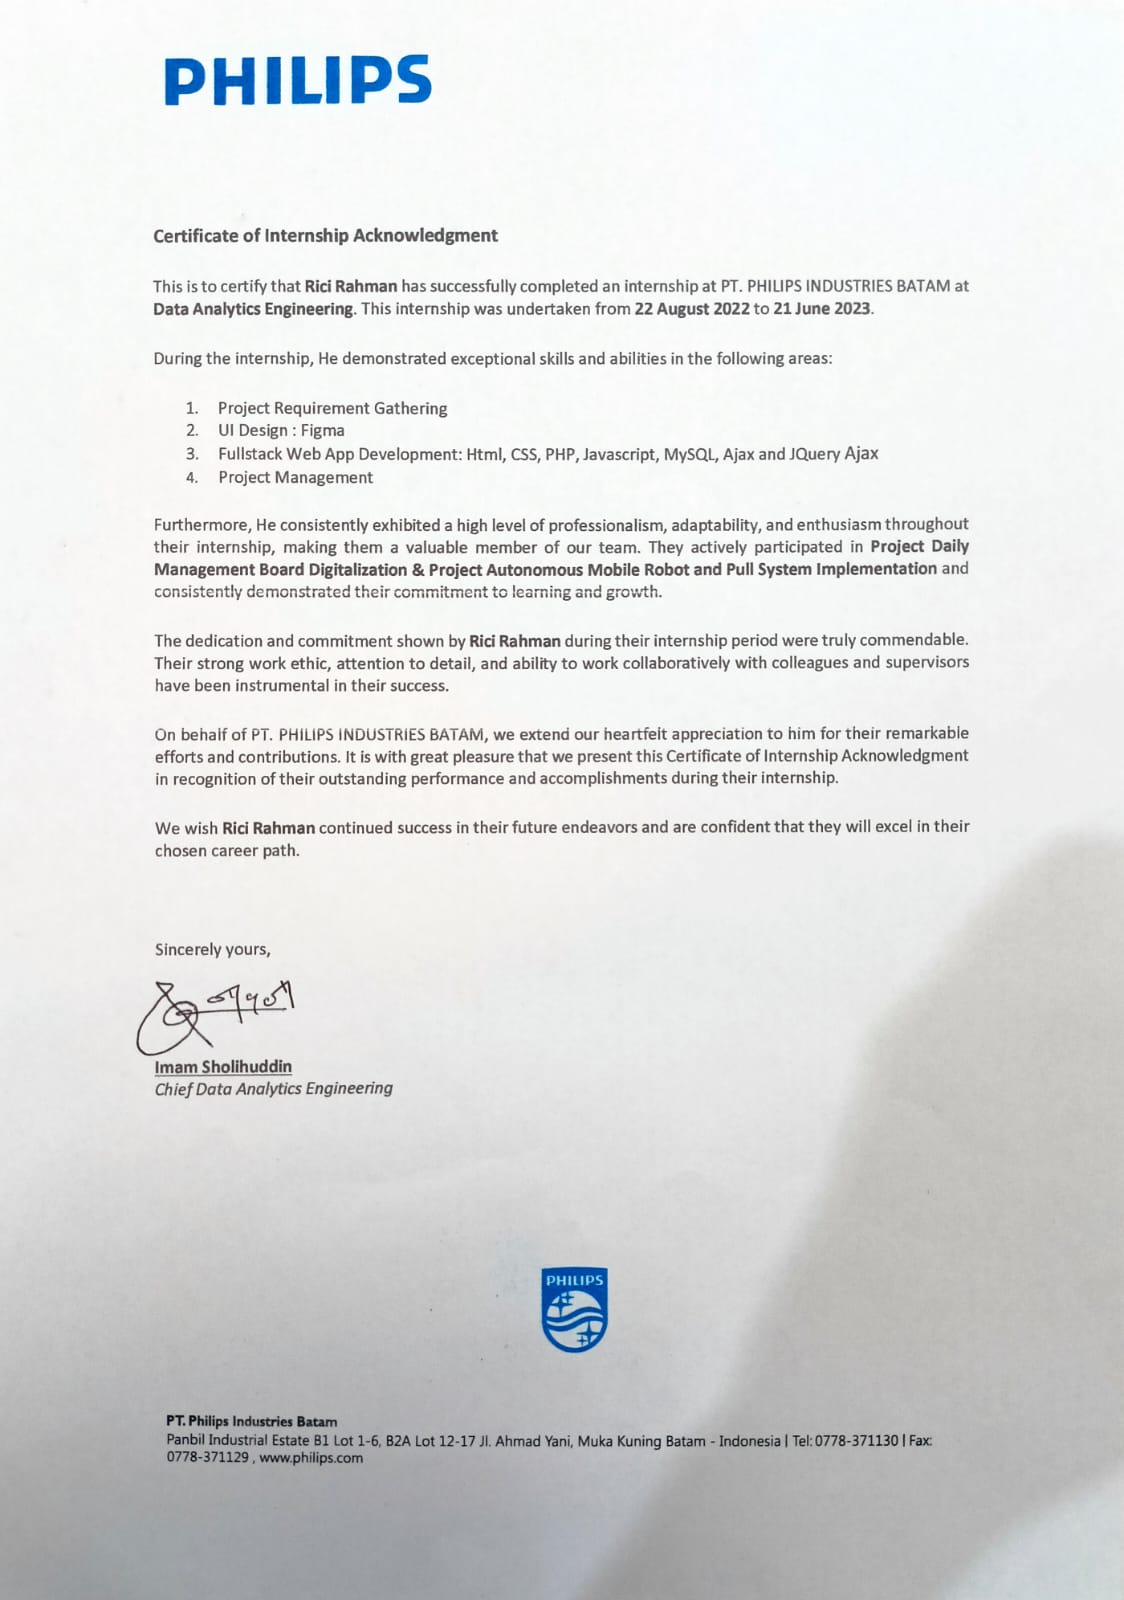 PHILIPS
Certificate of Internship Acknowledgment
This is to certify that Rici Rahman has successfully completed an internship at PT. PHILIPS INDUSTRIES BATAM at
Data Analytics Engineering. This internship was undertaken from 22 August 2022 to 21 June 2023.
During the internship, He demonstrated exceptional skills and abilities in the following areas:
1. Project Requirement Gathering
2. UI Design : Figma
3. Fullstack Web App Development: Html, CSS, PHP, Javascript, MySQL, Ajax and JQuery Ajax
4. Project Management
Furthermore, He consistently exhibited a high level of professionalism, adaptability, and enthusiasm throughout
their internship, making them a valuable member of our team. They actively participated in Project Daily
Management Board Digitalization & Project Autonomous Mobile Robot and Pull System Implementation and
consistently demonstrated their commitment to learning and growth.
The dedication and commitment shown by Rici Rahman during their internship period were truly commendable.
Their strong work ethic, attention to detail, and ability to work collaboratively with colleagues and supervisors
have been instrumental in their success.
On behalf of PT. PHILIPS INDUSTRIES BATAM, we extend our heartfelt appreciation to him for their remarkable
efforts and contributions. It is with great pleasure that we present this Certificate of Internship Acknowledgment
in recognition of their outstanding performance and accomplishments during their internship.
We wish Rici Rahman continued success in their future endeavors and are confident that they will excel in their
chosen career path.
Sincerely yours,
Imam Sholihuddin
Chief Data Analytics Engineering
PHILIPS
PT. Philips Industries Batam
Panbil Industrial Estate B1 Lot 1-6, B2A Lot 12-17 Jl. Ahmad Yani, Muka Kuning Batam - Indonesia | Tel: 0778-371130 | Fax:
0778-371129 , www.philips.com